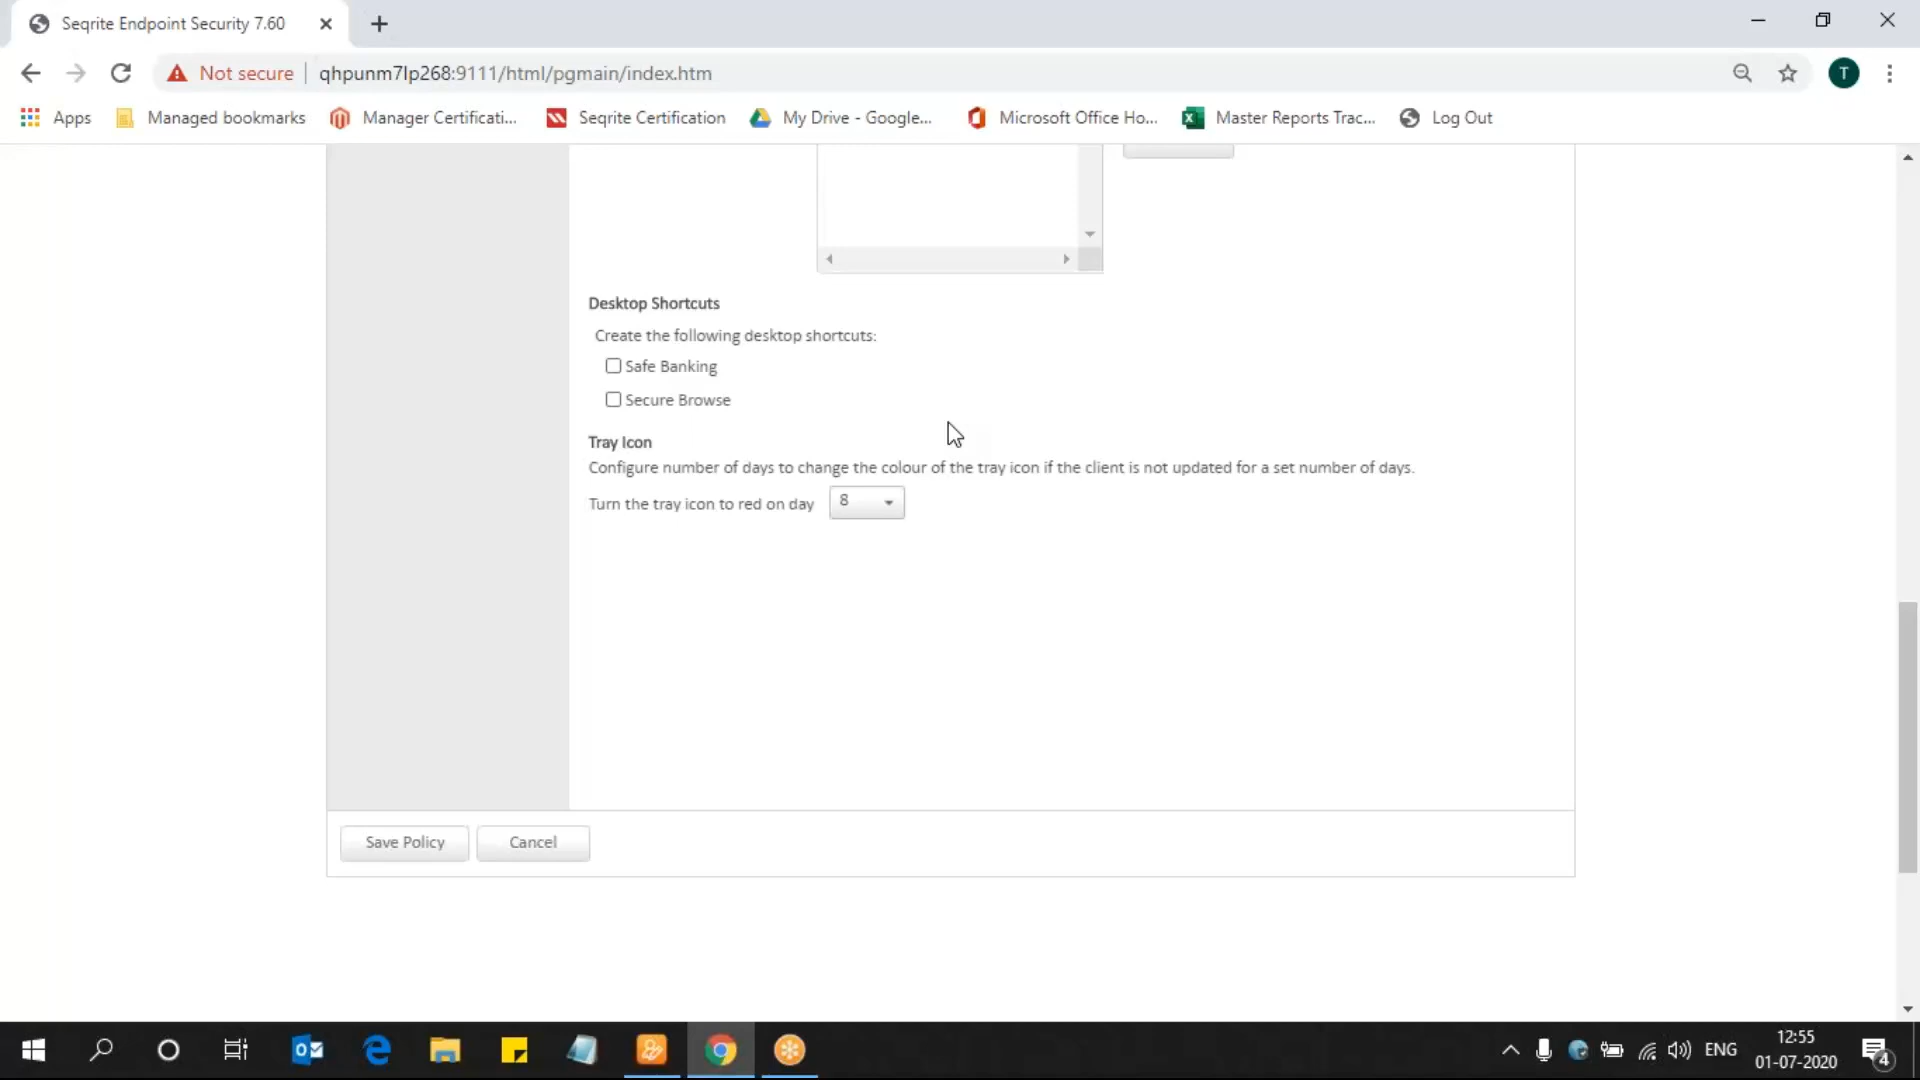 Seqrite Endpoint Security 7.60
Not secure
qhpunm7lp268:9111/html/pgmain/index.htm
T
Apps
Managed bookmarks
Manager Certificati...
Seqrite Certification
My Drive - Google...
Microsoft Office Ho...
Master Reports Trac...
Log Out
Desktop Shortcuts
Create the following desktop shortcuts:
Safe Banking
Secure Browse
Tray Icon
Configure number of days to change the colour of the tray icon if the client is not updated for a set number of days.
Turn the tray icon to red on day 8
Save Policy
Cancel
ENG
12:55
01-07-2020
4